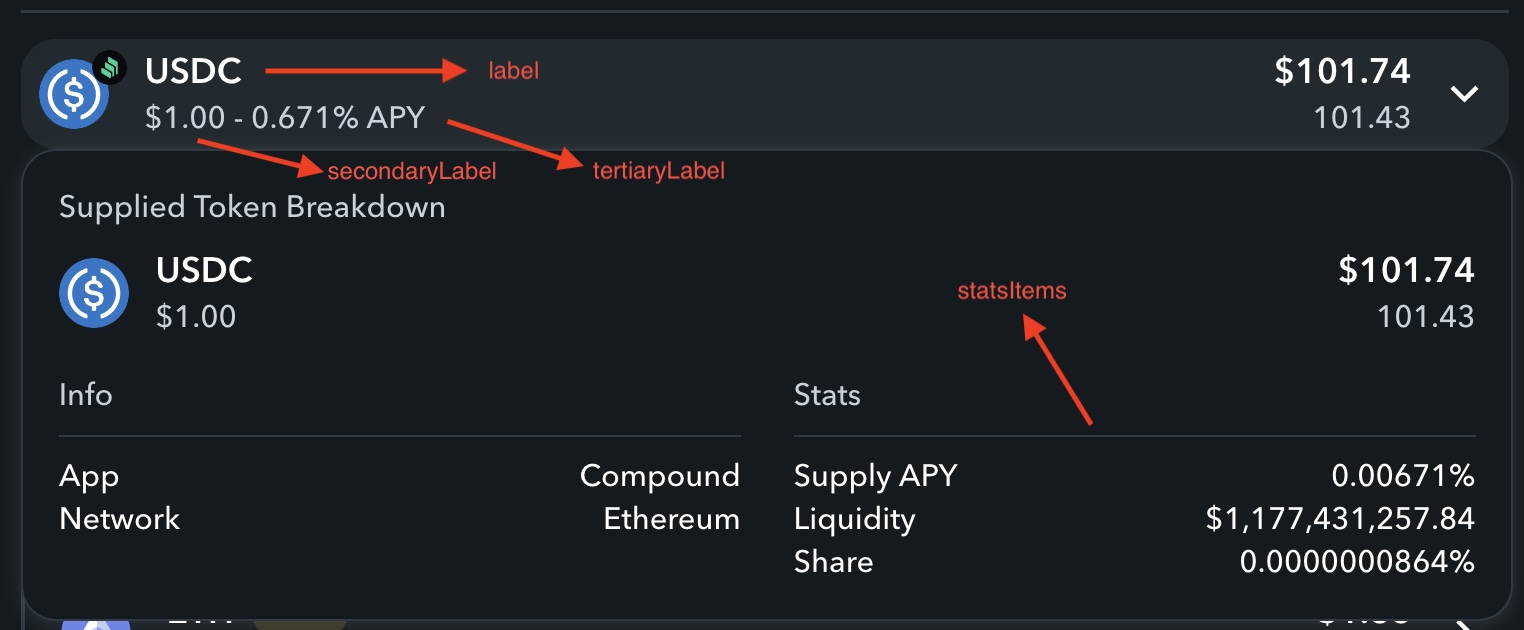 USDC label $101.74
$1.00 - 0.671% APY 101.43
secondaryLabel tertiaryLabel
Supplied Token Breakdown
USDC $101.74
$1.00 statsItems 101.43
Info Stats
App Compound Supply APY 0.00671%
Network Ethereum Liquidity $1,177,431,257.84
Share 0.0000000864%